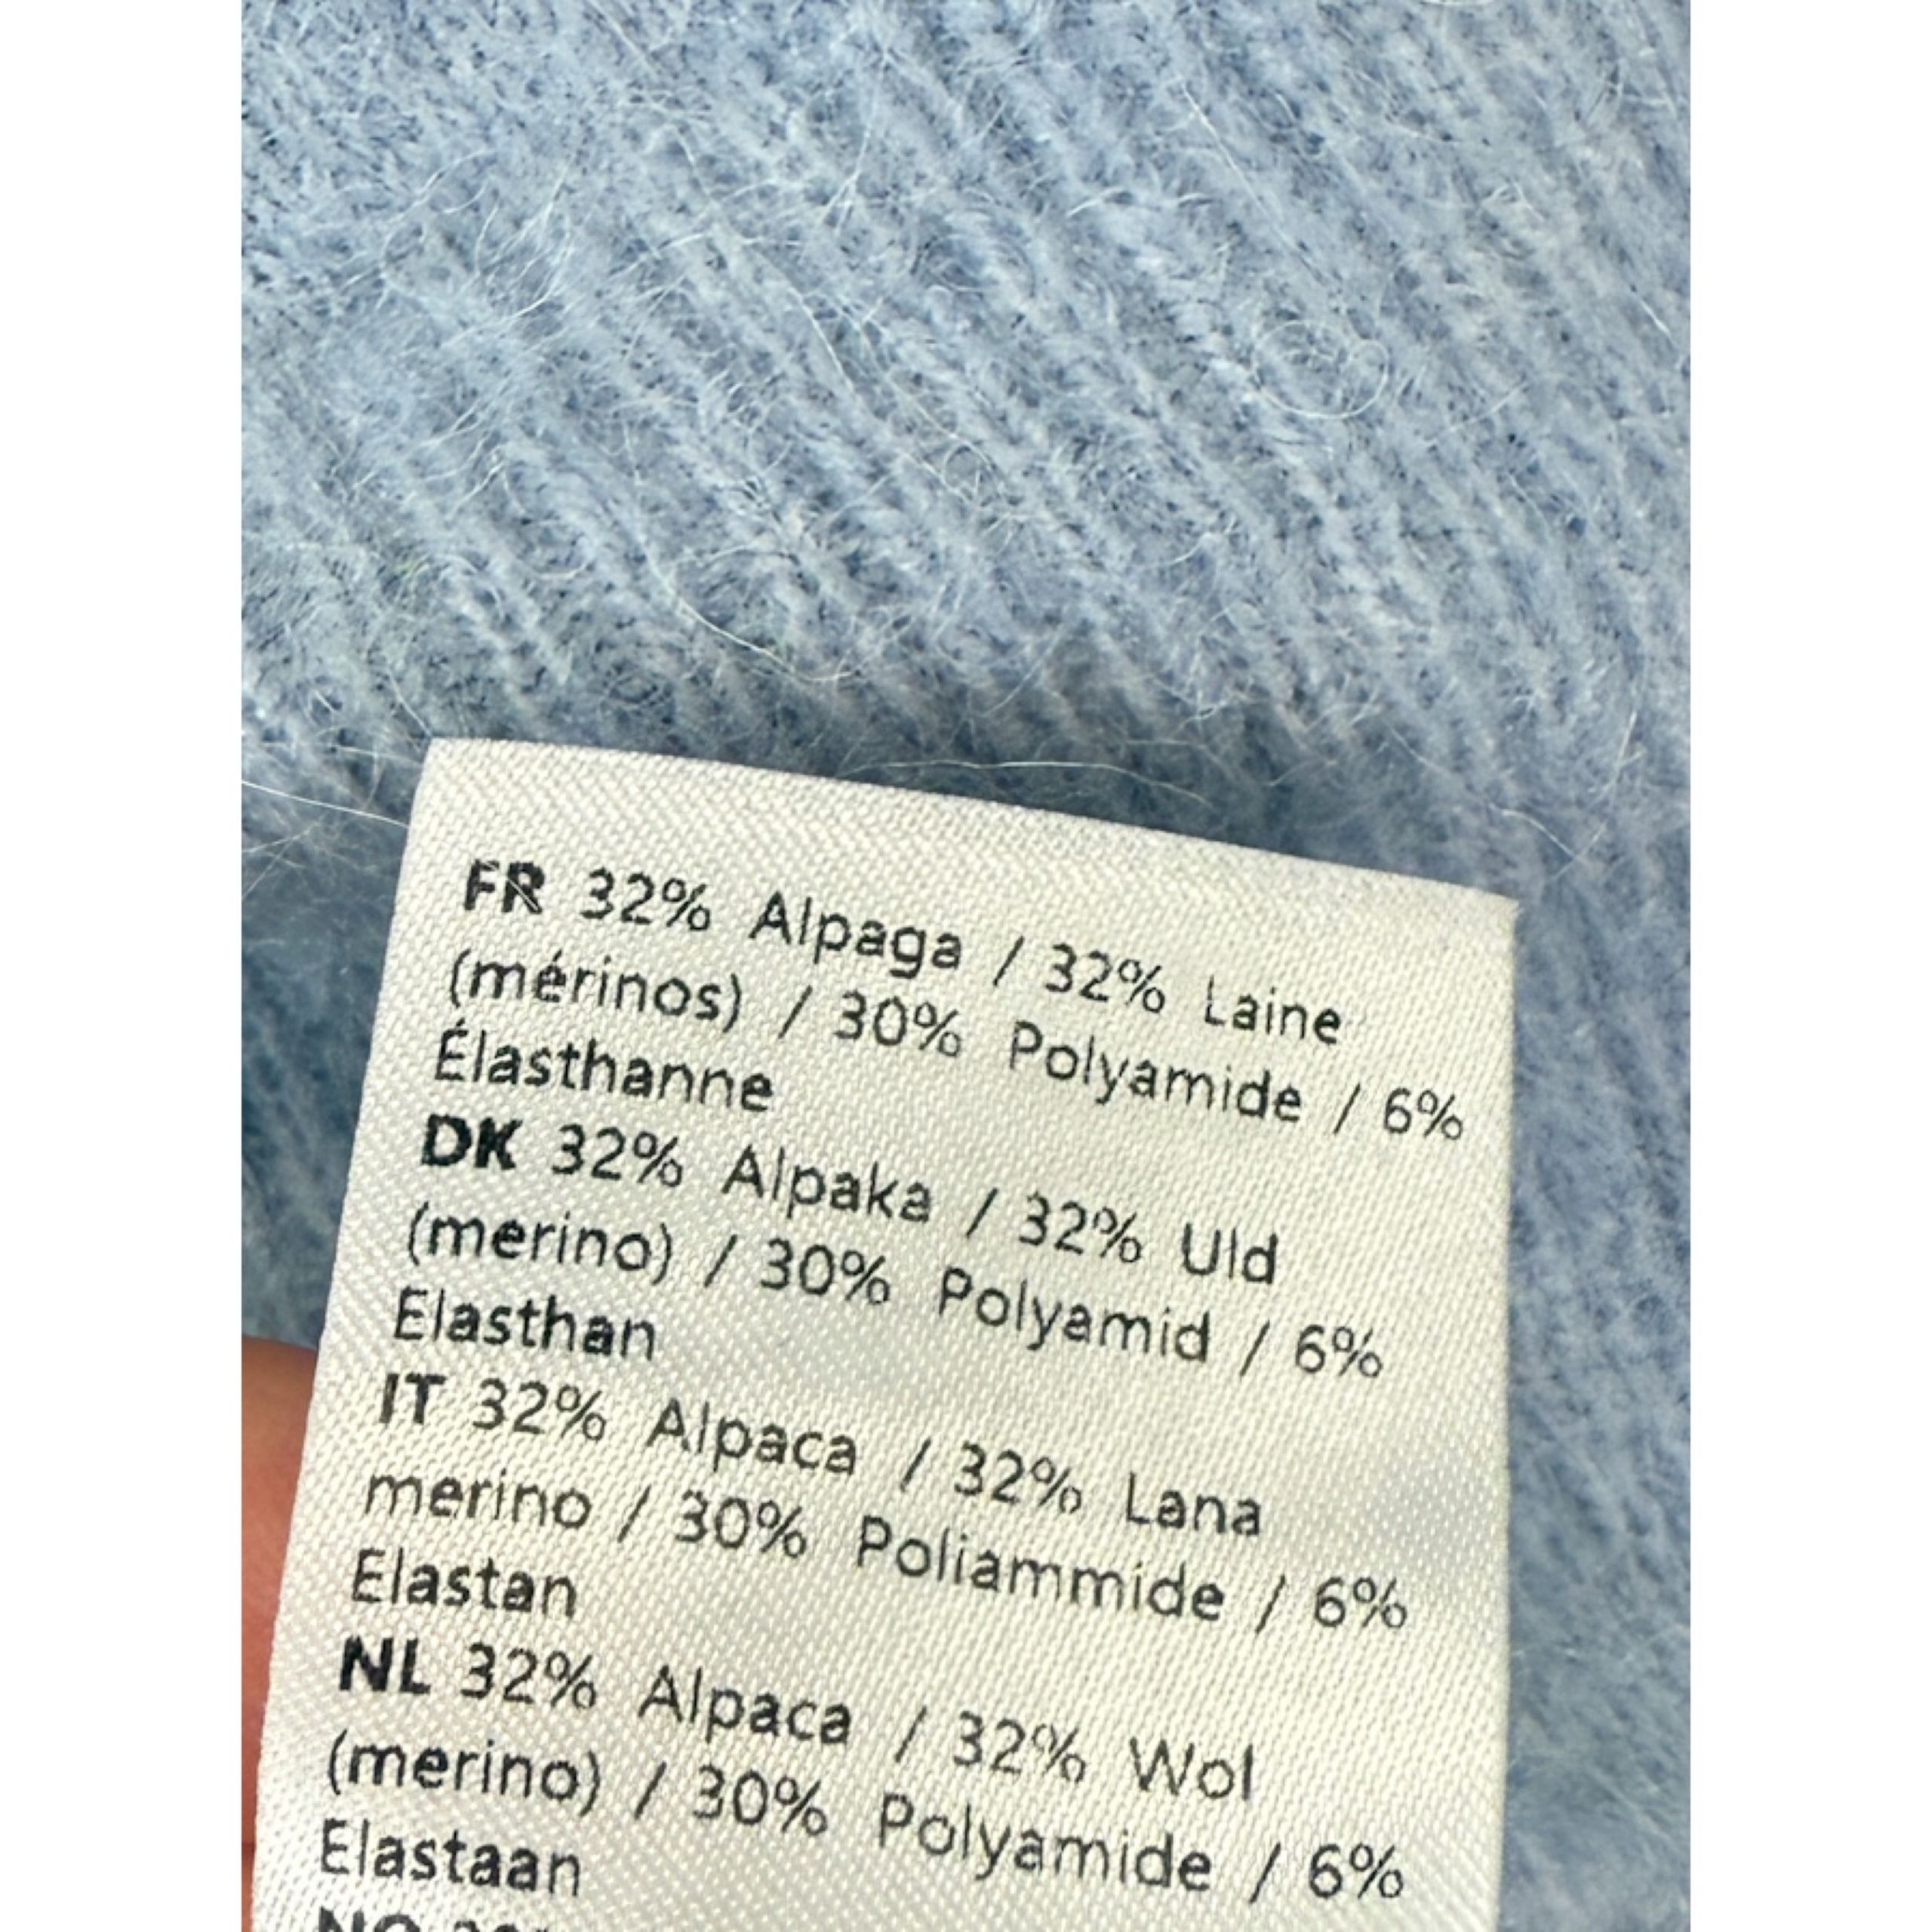 FR 32% Alpaga / 32% Laine
(mérinos) / 30% Polyamide / 6%
Élasthanne
DK 32% Alpaka / 32% Uld
(merino) / 30% Polyamid / 6%
Elasthan
IT 32% Alpaca / 32% Lana
merino / 30% Poliammide / 6%
Elastan
NL 32% Alpaca / 32% Wol
(merino) / 30% Polyamide / 6%
Elastaan
NO